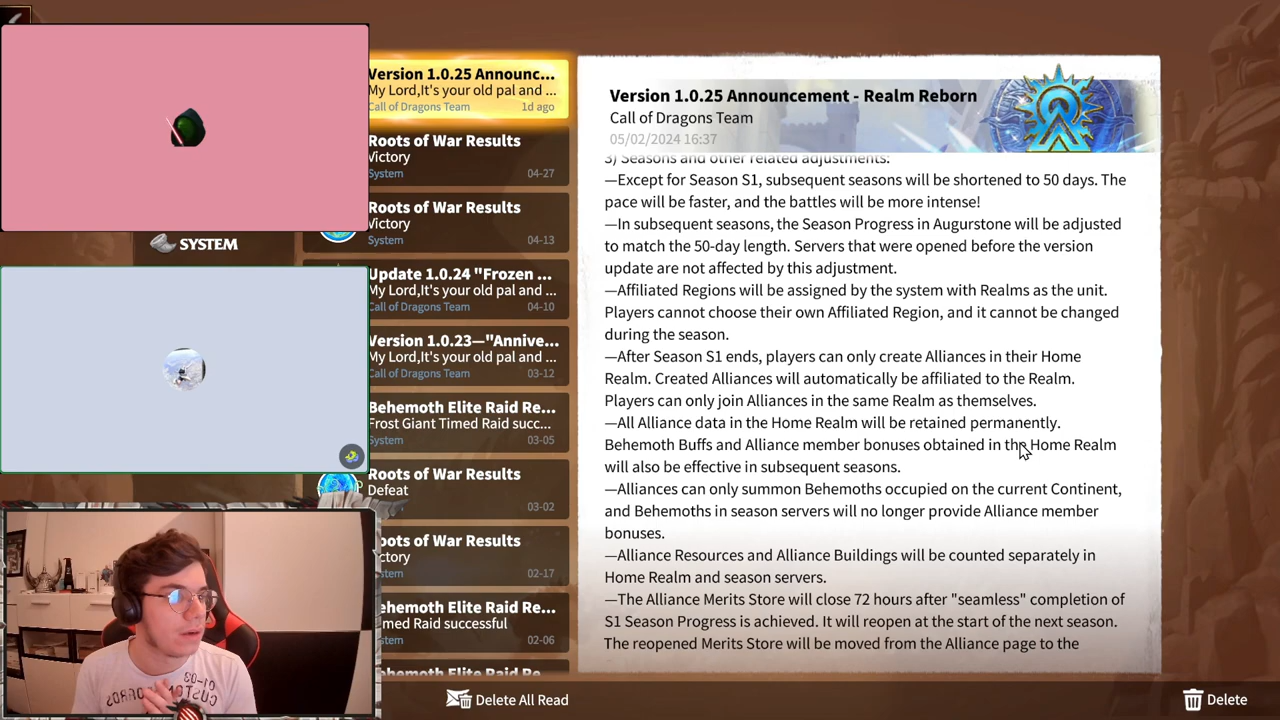 SYSTEM
Version 1.0.25 Announc...
My Lord,It's your old pal and ...
Call of Dragons Team
1d ago
Roots of War Results
Victory
System
04-27
Roots of War Results
Victory
System
04-13
Update 1.0.24 "Frozen ...
My Lord,It's your old pal and ...
Call of Dragons Team
04-10
Version 1.0.23—"Annive...
My Lord,It's your old pal and ...
Call of Dragons Team
03-12
Behemoth Elite Raid Re...
Frost Giant Timed Raid succ...
System
03-05
Roots of War Results
Defeat
03-02
oots of War Results
ictory
stem
02-17
ehemoth Elite Raid Re...
med Raid successful
stem
02-06
ehemoth Elite Raid Re
Delete All Read
Version 1.0.25 Announcement - Realm Reborn
Call of Dragons Team
05/02/2024 16:37
3) Seasons and other related adjustments:
—Except for Season S1, subsequent seasons will be shortened to 50 days. The
pace will be faster, and the battles will be more intense!
—In subsequent seasons, the Season Progress in Augurstone will be adjusted
to match the 50-day length. Servers that were opened before the version
update are not affected by this adjustment.
—Affiliated Regions will be assigned by the system with Realms as the unit.
Players cannot choose their own Affiliated Region, and it cannot be changed
during the season.
—After Season S1 ends, players can only create Alliances in their Home
Realm. Created Alliances will automatically be affiliated to the Realm.
Players can only join Alliances in the same Realm as themselves.
—All Alliance data in the Home Realm will be retained permanently.
Behemoth Buffs and Alliance member bonuses obtained in the Home Realm
will also be effective in subsequent seasons.
—Alliances can only summon Behemoths occupied on the current Continent,
and Behemoths in season servers will no longer provide Alliance member
bonuses.
—Alliance Resources and Alliance Buildings will be counted separately in
Home Realm and season servers.
—The Alliance Merits Store will close 72 hours after "seamless" completion of
S1 Season Progress is achieved. It will reopen at the start of the next season.
The reopened Merits Store will be moved from the Alliance page to the
Delete